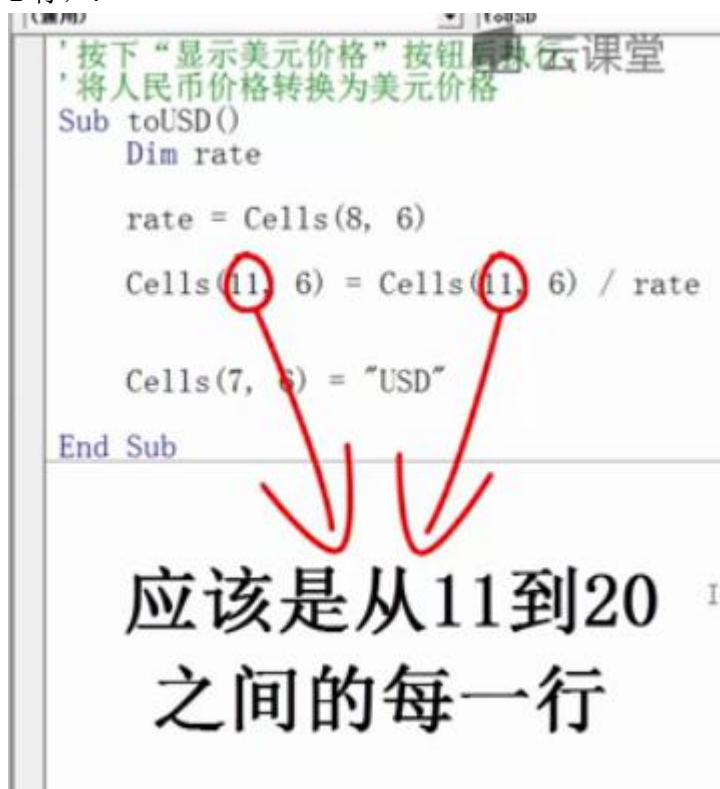 (通用)
toUSD
云课堂
'按下“显示美元价格”按钮后执行,
'将人民币价格转换为美元价格
Sub toUSD()
Dim rate
rate = Cells(8, 6)
Cells(11, 6) = Cells(11, 6) / rate
Cells(7, 6) = "USD"
End Sub
应该是从11到20
之间的每一行